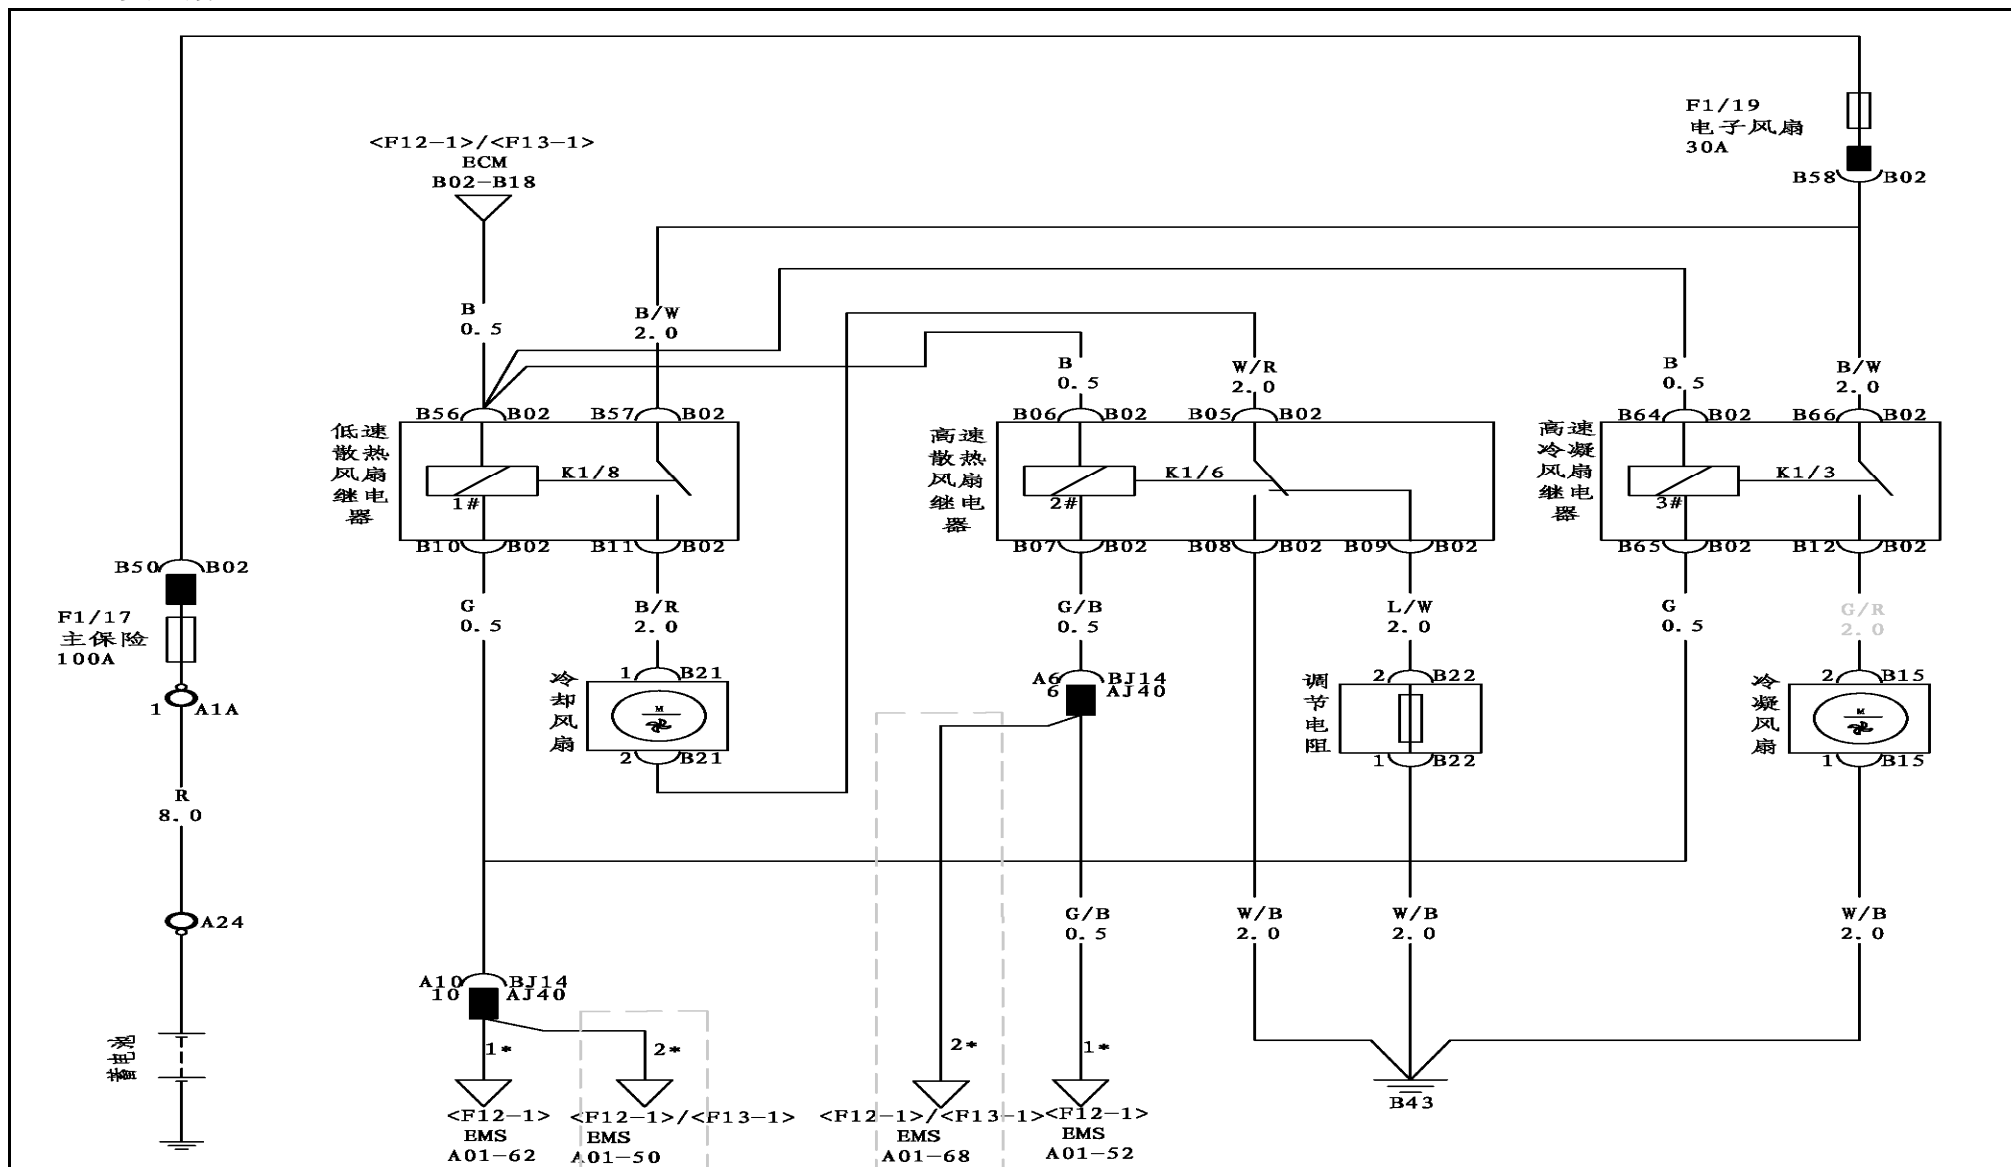 F1/19
电子风扇
30A
B58 B02
<F12-1>/<F13-1>
ECM
B02-B18
B
0.5
B/W
2.0
B
0.5
W/R
2.0
B
0.5
B/W
2.0
B56 B02 B57 B02
B06 B02 B05 B02
B64 B02 B66 B02
低速
散热
风扇
继电
器
K1/8
1#
高速
散热
风扇
继电
器
K1/6
2#
高速
冷凝
风扇
继电
器
K1/3
3#
B10 B02 B11 B02
B07 B02 B08 B02 B09 B02
B65 B02 B12 B02
B50 B02
F1/17
主保险
100A
1 A1A
R
8.0
A24
蓄电池
G
0.5
B/R
2.0
G/B
0.5
L/W
2.0
G
0.5
G/R
2.0
1 B21
冷
却
风
扇
M
2 B21
A6 BJ14
6 AJ40
2 B22
调
节
电
阻
1 B22
2 B15
冷
凝
风
扇
M
1 B15
G/B
0.5
W/B
2.0
W/B
2.0
W/B
2.0
A10 BJ14
10 AJ40
1*
2*
2*
1*
<F12-1>
EMS
A01-62
<F12-1>/<F13-1>
EMS
A01-50
<F12-1>/<F13-1>
EMS
A01-68
<F12-1>
EMS
A01-52
B43